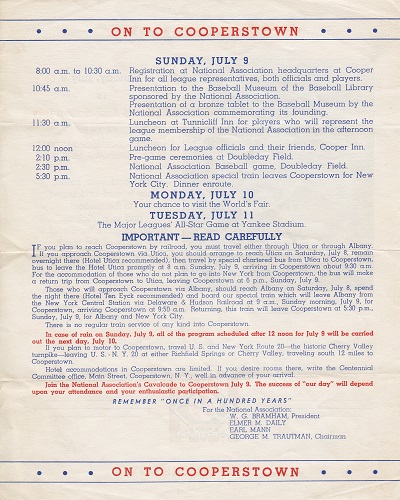 • • • ON TO COOPERSTOWN • • •
SUNDAY, JULY 9
8:00 a.m. to 10:30 a.m. Registration at National Association headquarters at Cooper
Inn for all league representatives, both officials and players.
10:45 a.m. Presentation to the Baseball Museum of the Baseball Library
sponsored by the National Association.
Presentation of a bronze tablet to the Baseball Museum by the
National Association commemorating its founding.
11:30 a.m. Luncheon at Tunnicliff Inn for players who will represent the
league membership of the National Association in the afternoon
game.
12:00 noon Luncheon for League officials and their friends, Cooper Inn.
2:10 p.m. Pre-game ceremonies at Doubleday Field.
2:30 p.m. National Association Baseball game, Doubleday Field.
5:30 p.m. National Association special train leaves Cooperstown for
New York City. Dinner enroute.
MONDAY, JULY 10
Your chance to visit the World's Fair.
TUESDAY, JULY 11
The Major Leagues' All-Star Game at Yankee Stadium.
IMPORTANT—READ CAREFULLY
IF you plan to reach Cooperstown by railroad, you must travel either through Utica or through Albany.
If you approach Cooperstown via Utica, you should arrange to reach Utica on Saturday, July 8, remain
overnight there (Hotel Utica recommended), then travel by special chartered bus from Utica to Cooperstown,
bus to leave the Hotel Utica promptly at 8 a.m. Sunday, July 9, arriving in Cooperstown about 9:30 a.m.
For the accommodation of those who do not plan to go into New York from Cooperstown, the bus will make
a return trip from Cooperstown to Utica, leaving Cooperstown at 6 p.m., Sunday, July 9.
Those who will approach Cooperstown via Albany, should reach Albany on Saturday, July 8, spend
the night there (Hotel Ten Eyck recommended) and board our special train which will leave Albany from the
New York Central Station via Delaware & Hudson Railroad at 9 a.m., Sunday morning, July 9, for
Cooperstown, arriving Cooperstown at 9:50 a.m. Returning, this train will leave Cooperstown at 5:30 p.m.,
Sunday, July 9, for Albany and New York City.
There is no regular train service of any kind into Cooperstown.
In case of rain on Sunday, July 9, all of the program scheduled after 12 noon for July 9 will be carried
out the next day, July 10.
If you plan to motor to Cooperstown, travel U.S. and New York Route 20—the historic Cherry Valley
turnpike—leaving U. S. - N. Y. 20 at either Richfield Springs or Cherry Valley, traveling south 12 miles to
Cooperstown.
Hotel accommodations in Cooperstown are limited. If you desire rooms there, write the Centennial
Committee office, Main Street, Cooperstown, N. Y., well in advance of your arrival.
Join the National Association's Cavalcade to Cooperstown July 9. The success of "our day" will depend
upon your attendance and your enthusiastic participation.
REMEMBER "ONCE IN A HUNDRED YEARS"
For the National Association:
W. G. BRAMHAM, President
ELMER M. DAILY
EARL MANN
GEORGE M. TRAUTMAN, Chairman
• • • ON TO COOPERSTOWN • • •